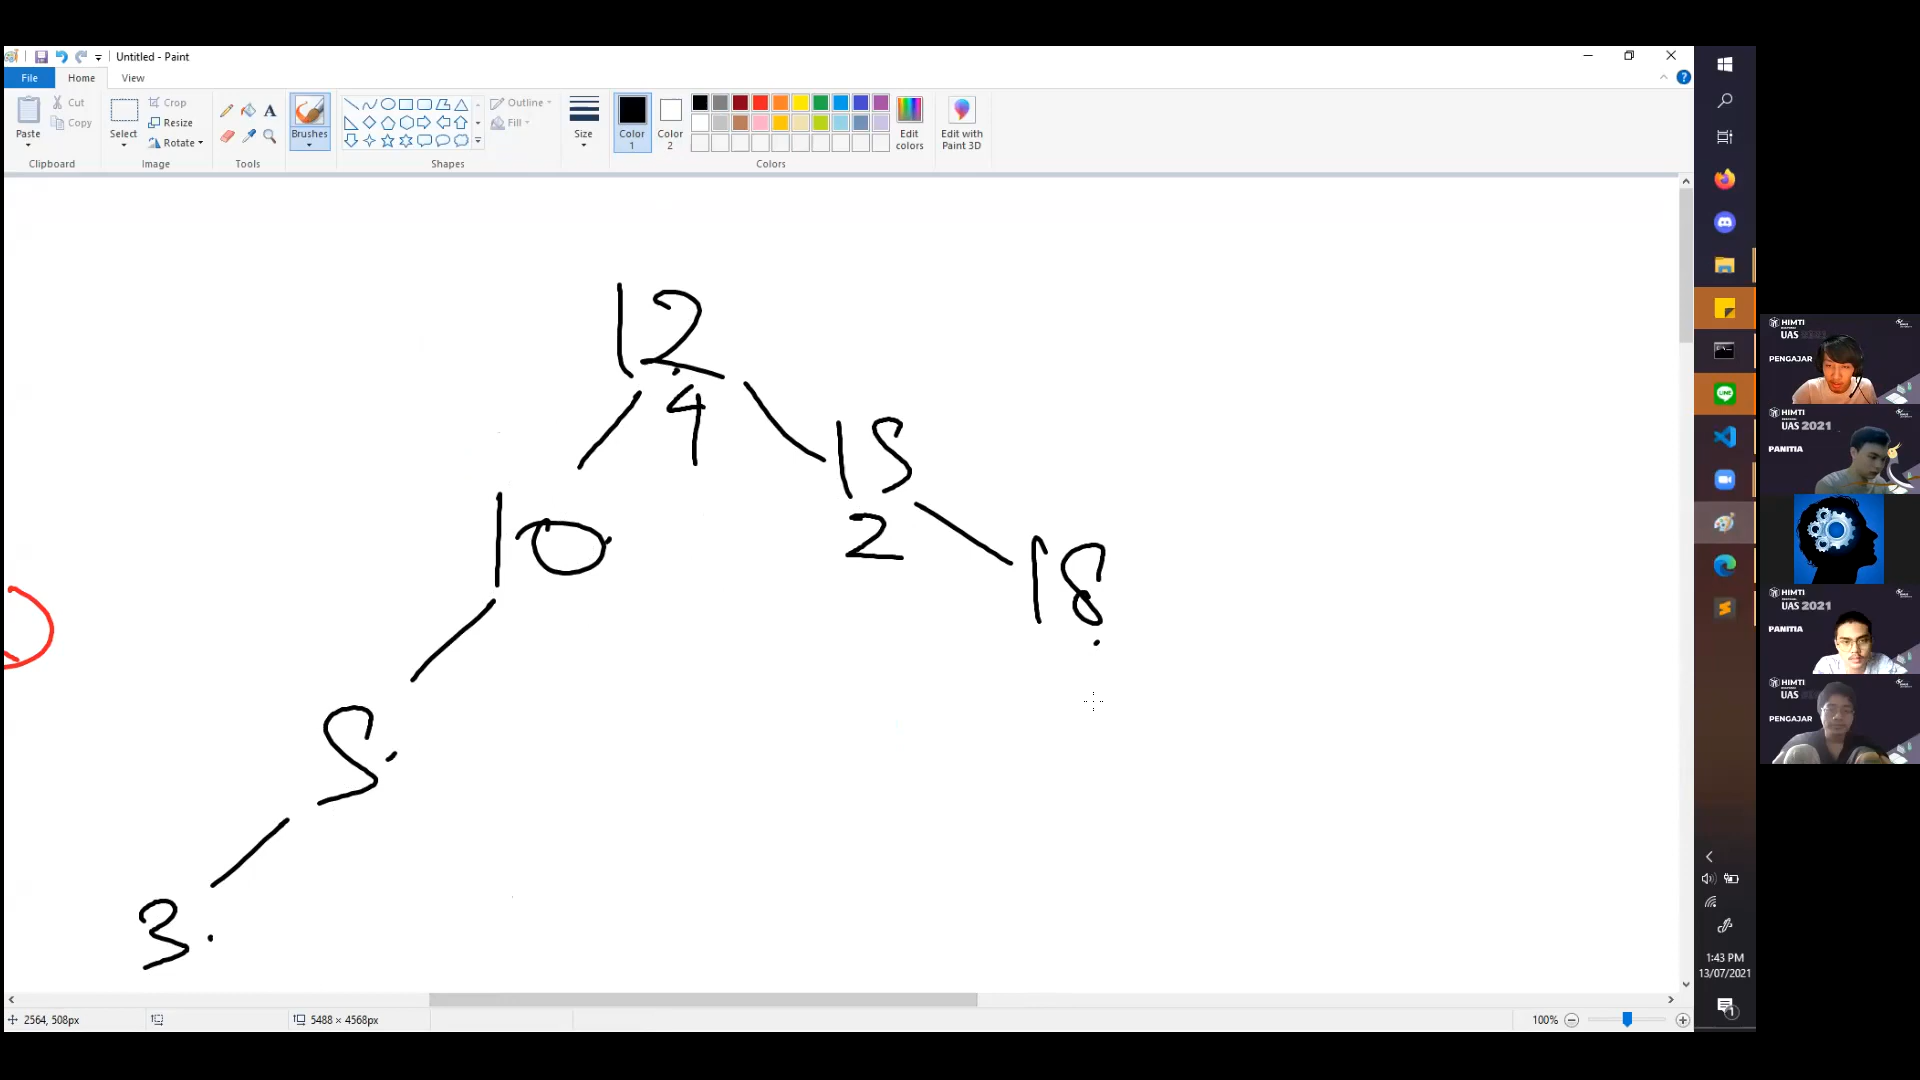 Untitled - Paint
File Home View
Paste
Cut
Copy
Clipboard
Select
Crop
Resize
Rotate
Image
Tools
Brushes
Shapes
Outline
Fill
Size
Color 1
Color 2
Edit colors
Edit with Paint 3D
Colors
12
4
15
2
10
18
5
3
2564, 508px
5488 × 4568px
100%
1:43 PM
13/07/2021
1
HIMTI
UAS
PENGAJAR
HIMTI
UAS 2021
PANITIA
HIMTI
UAS 2021
PANITIA
HIMTI
UAS
PENGAJAR